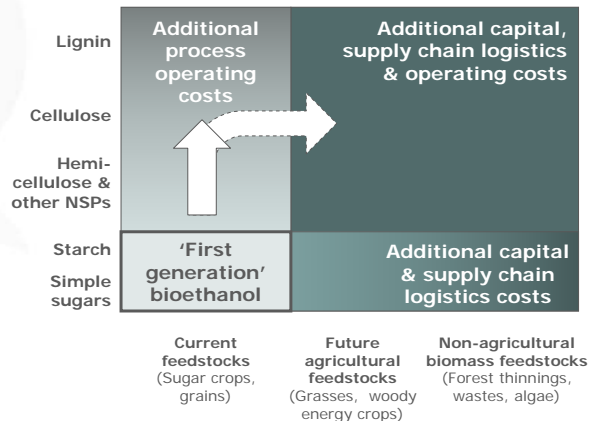 Lignin
Cellulose
Hemi-
cellulose &
other NSPs
Starch
Simple
sugars
Additional
process
operating
costs
Additional capital,
supply chain logistics
& operating costs
‘First
generation’
bioethanol
Additional capital
& supply chain
logistics costs
Current
feedstocks
(Sugar crops,
grains)
Future
agricultural
feedstocks
(Grasses, woody
energy crops)
Non-agricultural
biomass feedstocks
(Forest thinnings,
wastes, algae)